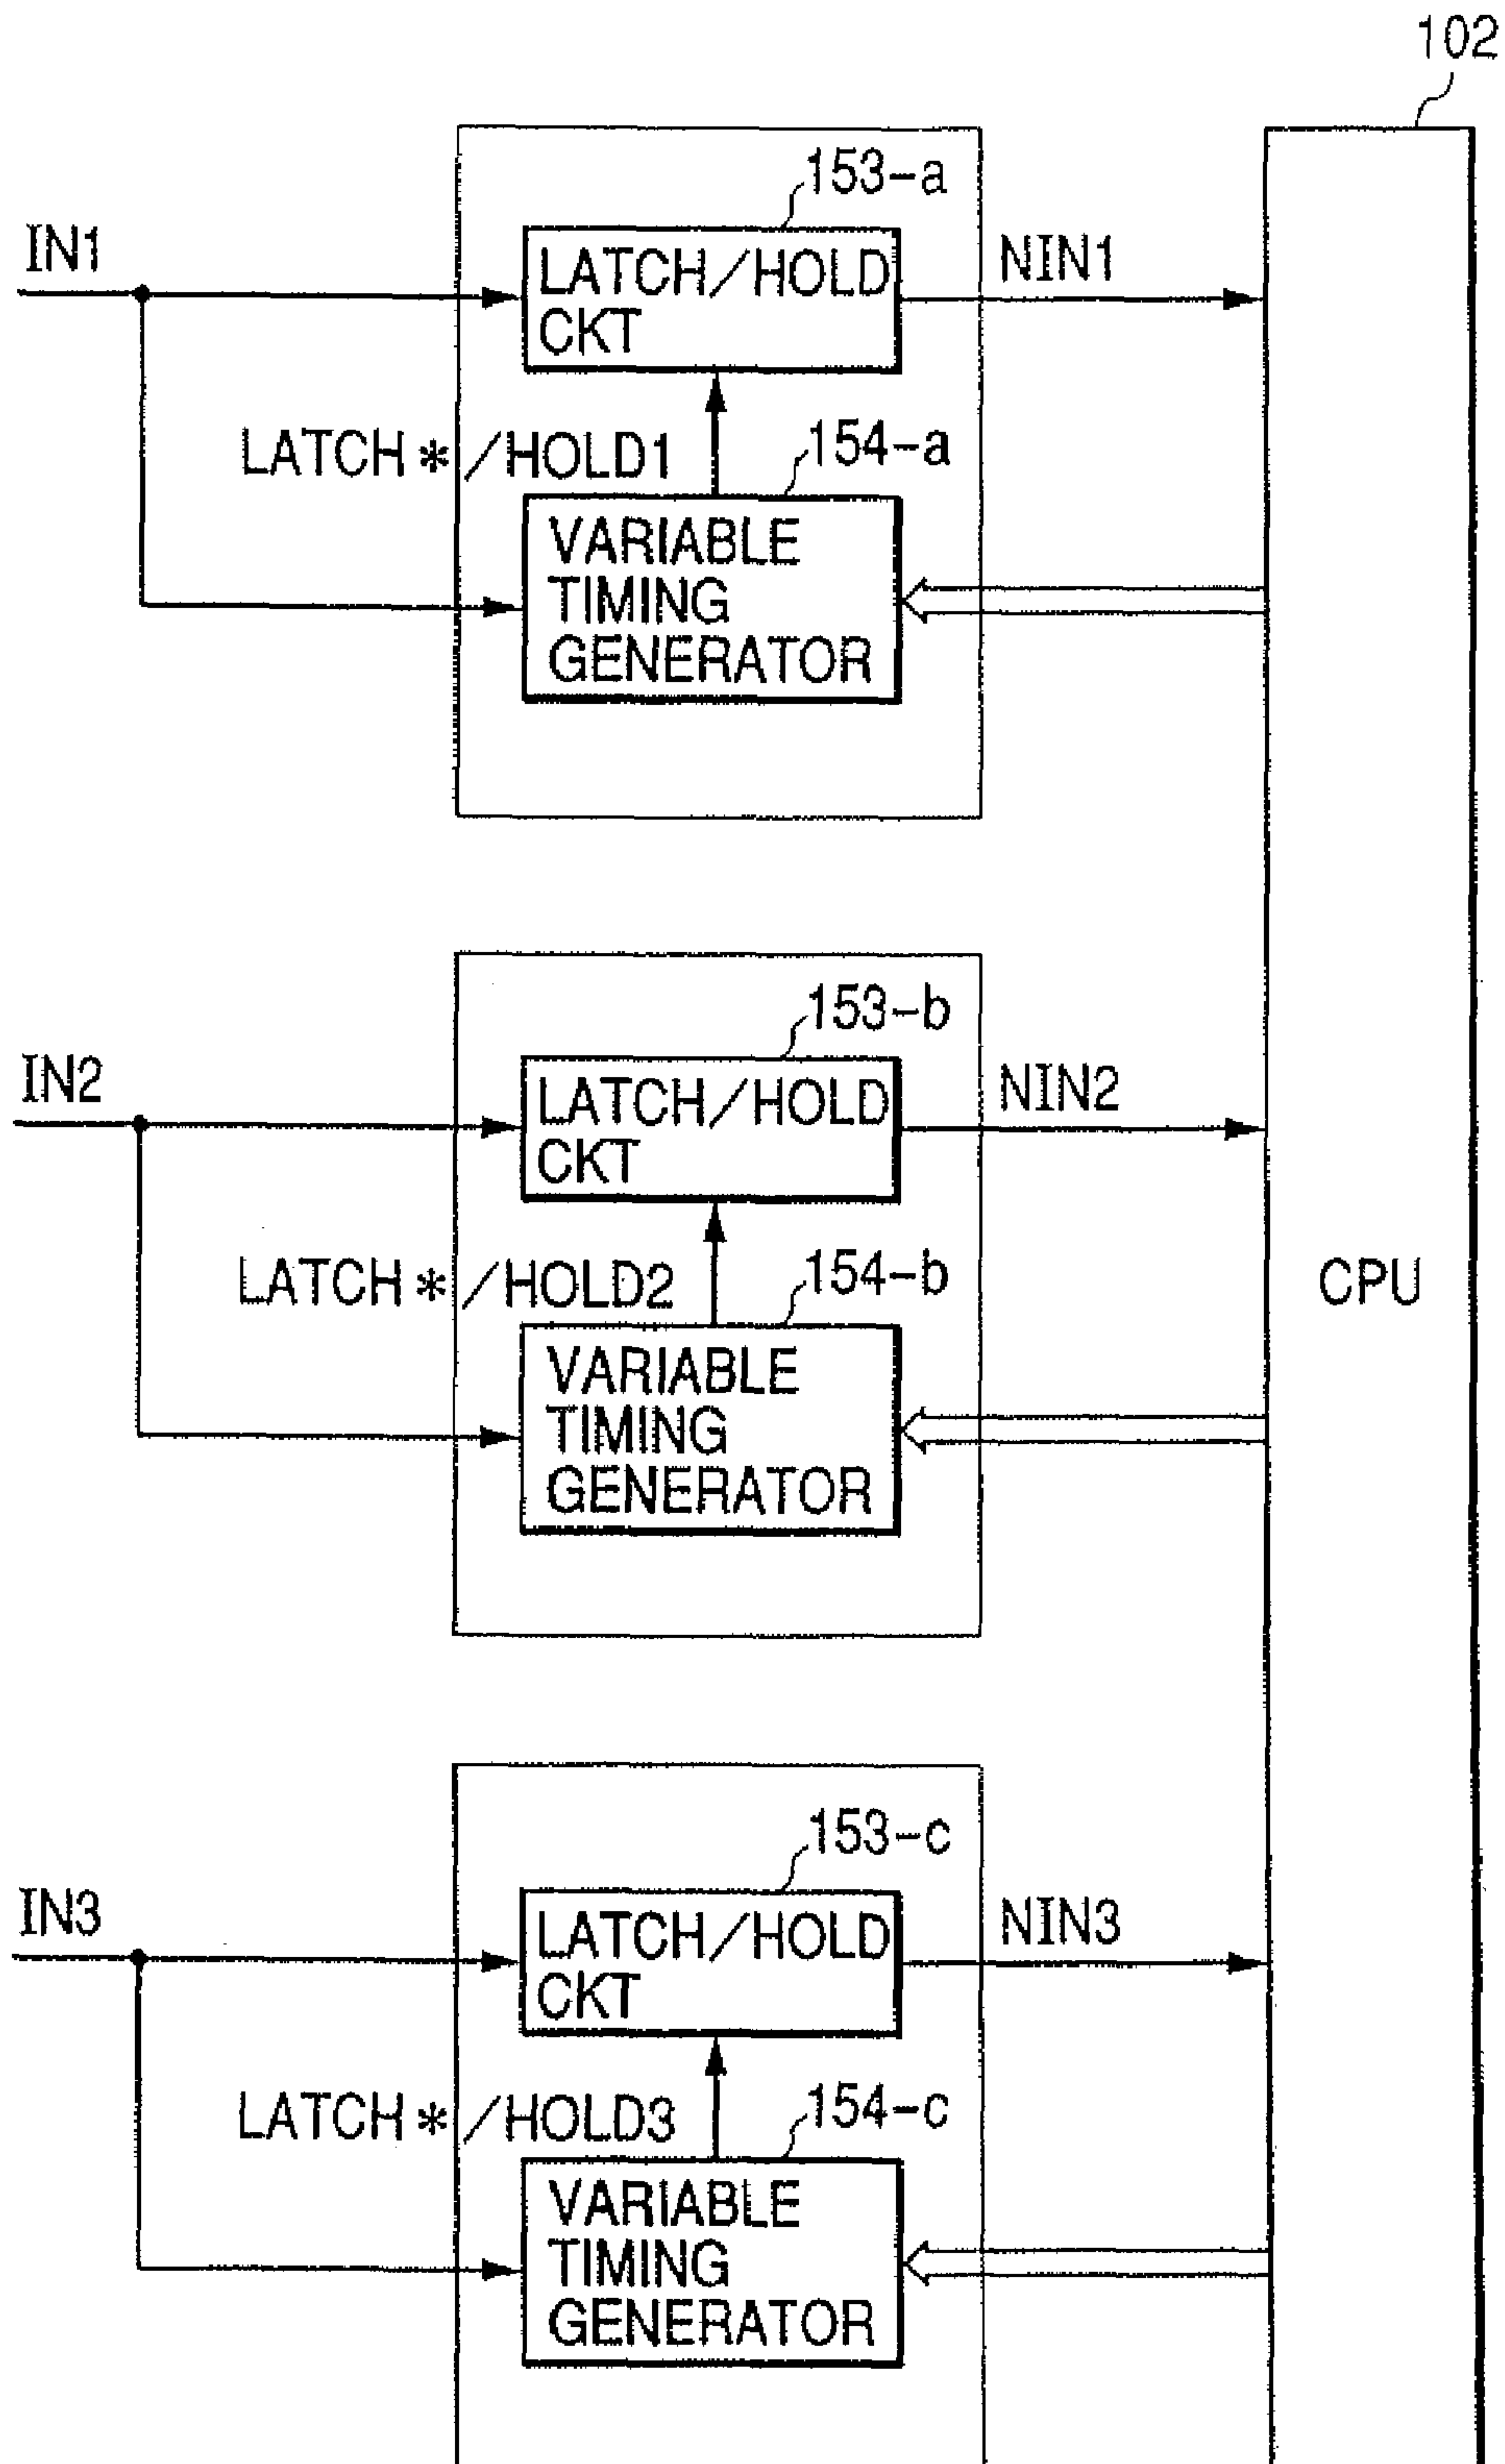 102
153-a
IN1
LATCH/HOLD
CKT
NIN1
LATCH*/HOLD1
154-a
VARIABLE
TIMING
GENERATOR
153-b
IN2
LATCH/HOLD
CKT
NIN2
LATCH*/HOLD2
154-b
CPU
VARIABLE
TIMING
GENERATOR
153-c
IN3
LATCH/HOLD
CKT
NIN3
LATCH*/HOLD3
154-c
VARIABLE
TIMING
GENERATOR